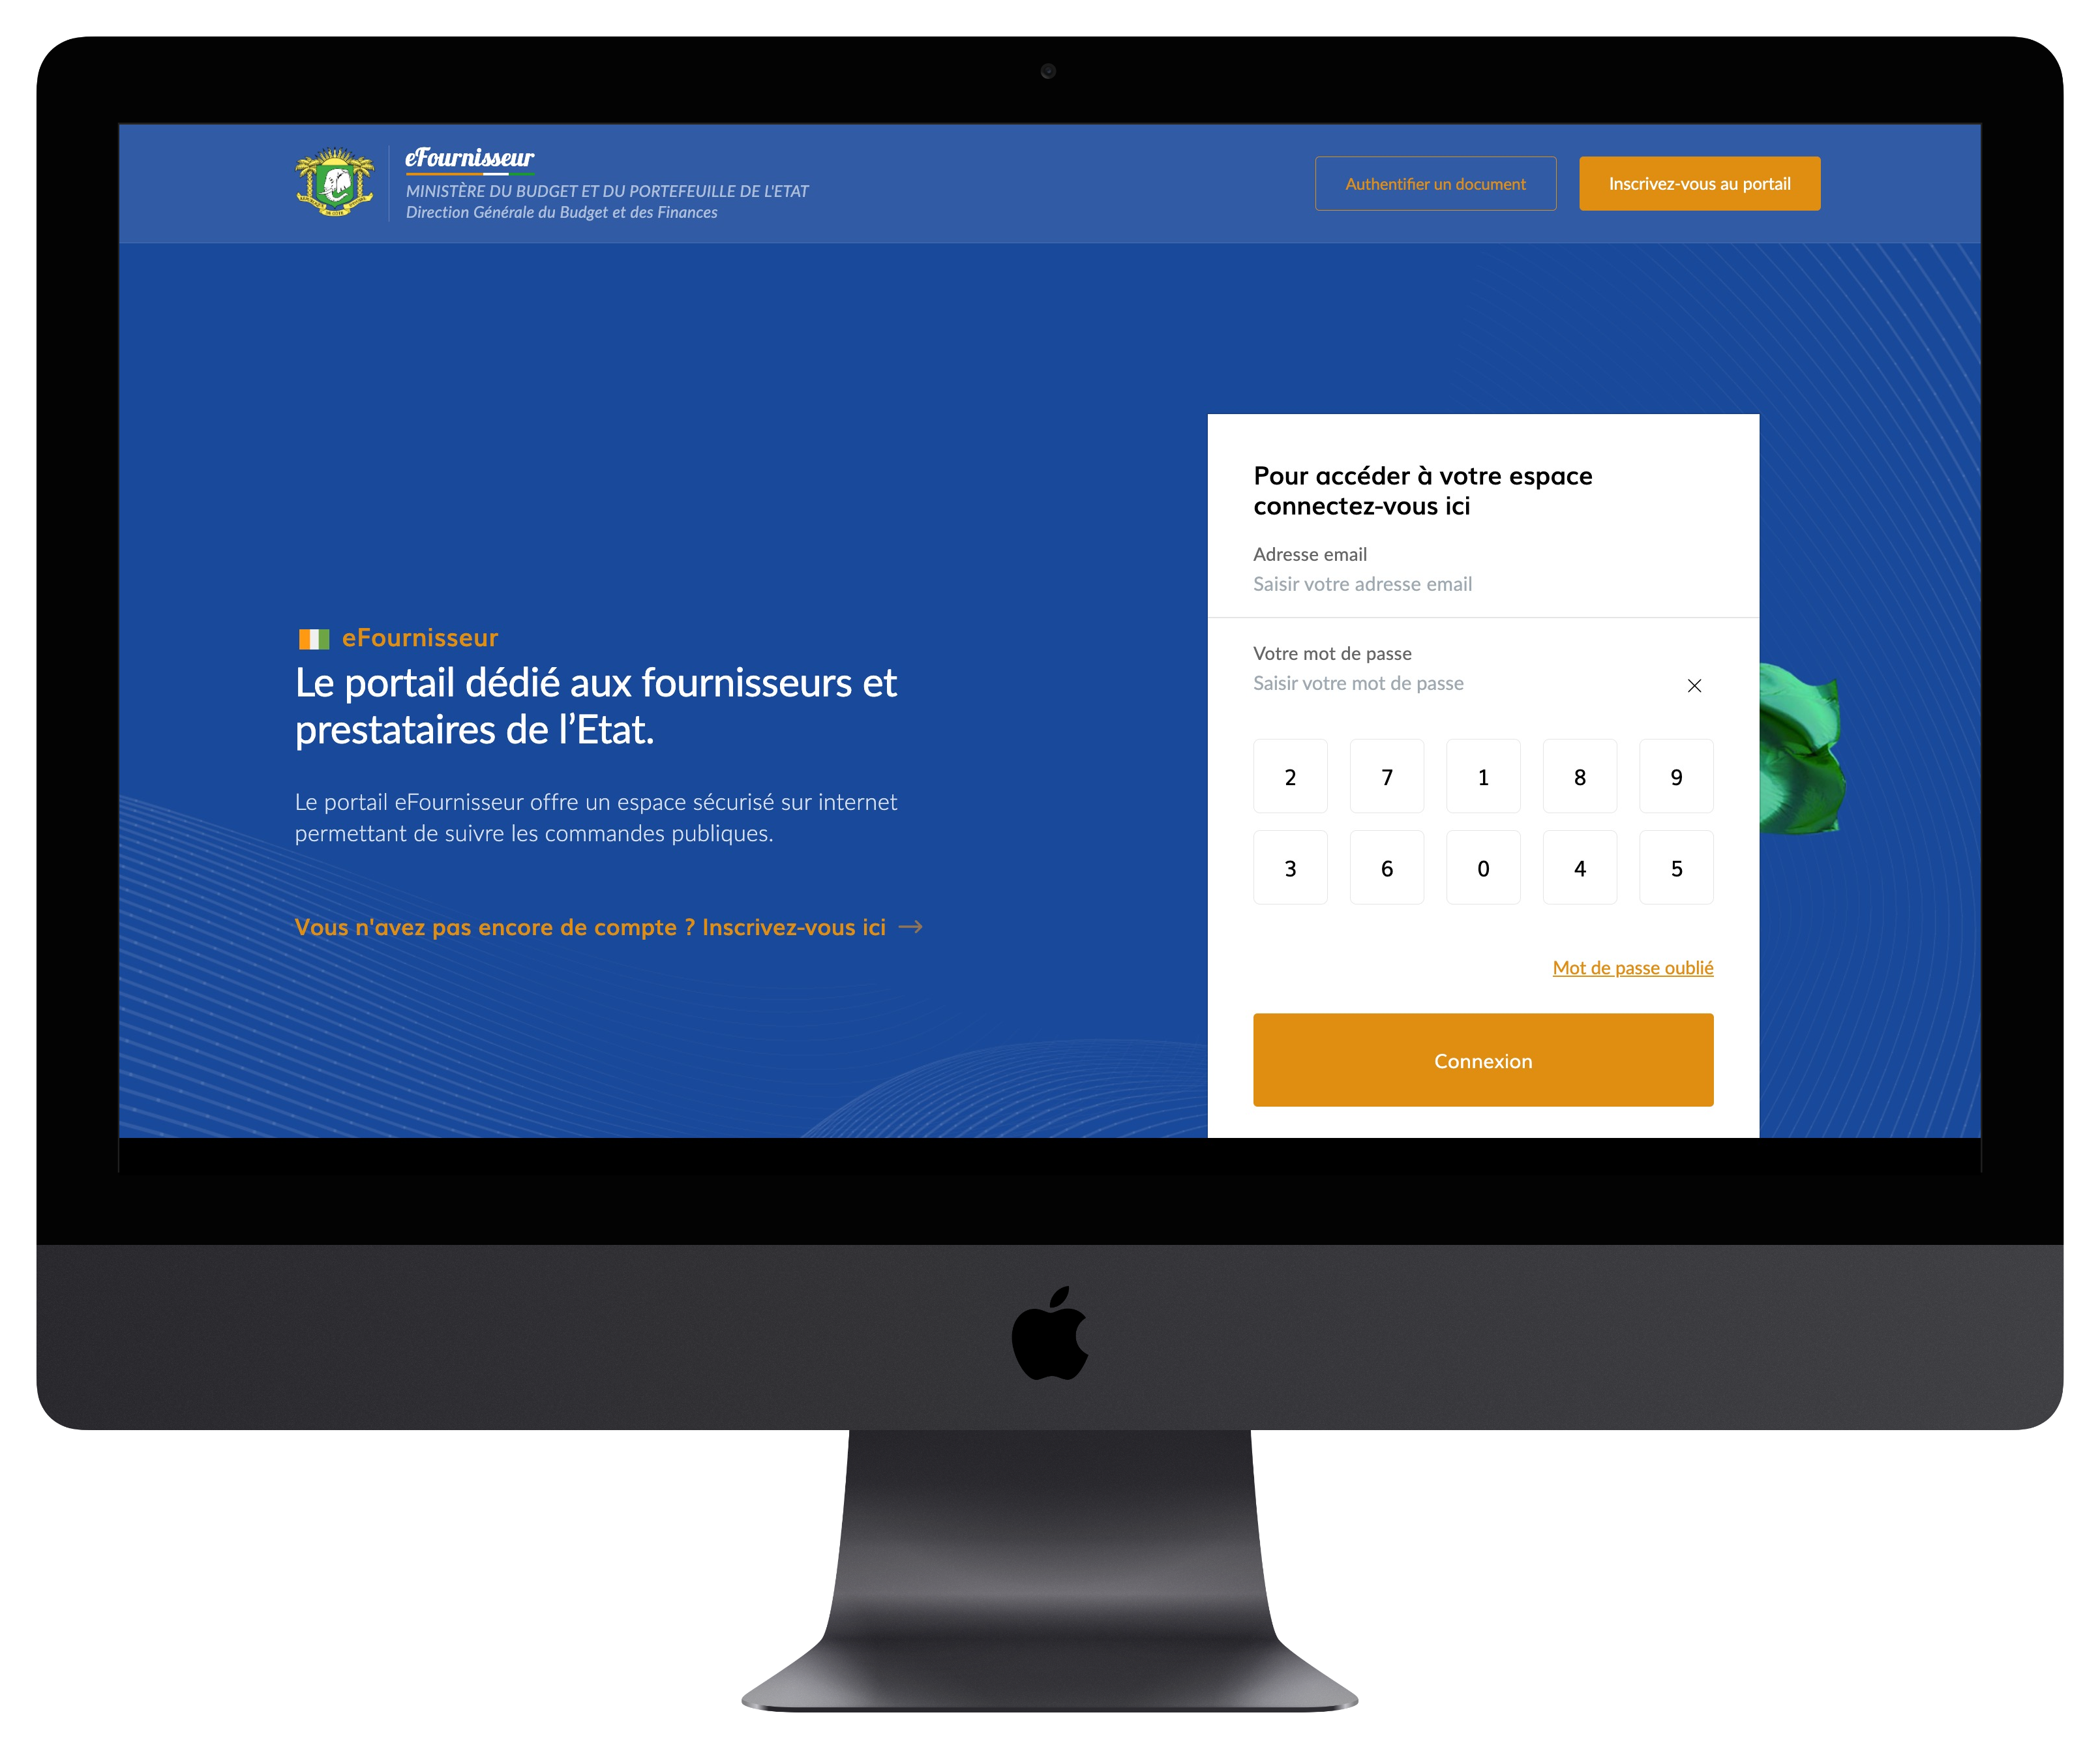 eFournisseur
MINISTÈRE DU BUDGET ET DU PORTEFEUILLE DE L'ETAT
Direction Générale du Budget et des Finances
Authentifier un document
Inscrivez-vous au portail
eFournisseur
Le portail dédié aux fournisseurs et
prestataires de l’Etat.
Le portail eFournisseur offre un espace sécurisé sur internet
permettant de suivre les commandes publiques.
Vous n'avez pas encore de compte ? Inscrivez-vous ici →
Pour accéder à votre espace
connectez-vous ici
Adresse email
Saisir votre adresse email
Votre mot de passe
Saisir votre mot de passe
2 7 1 8 9
3 6 0 4 5
Mot de passe oublié
Connexion